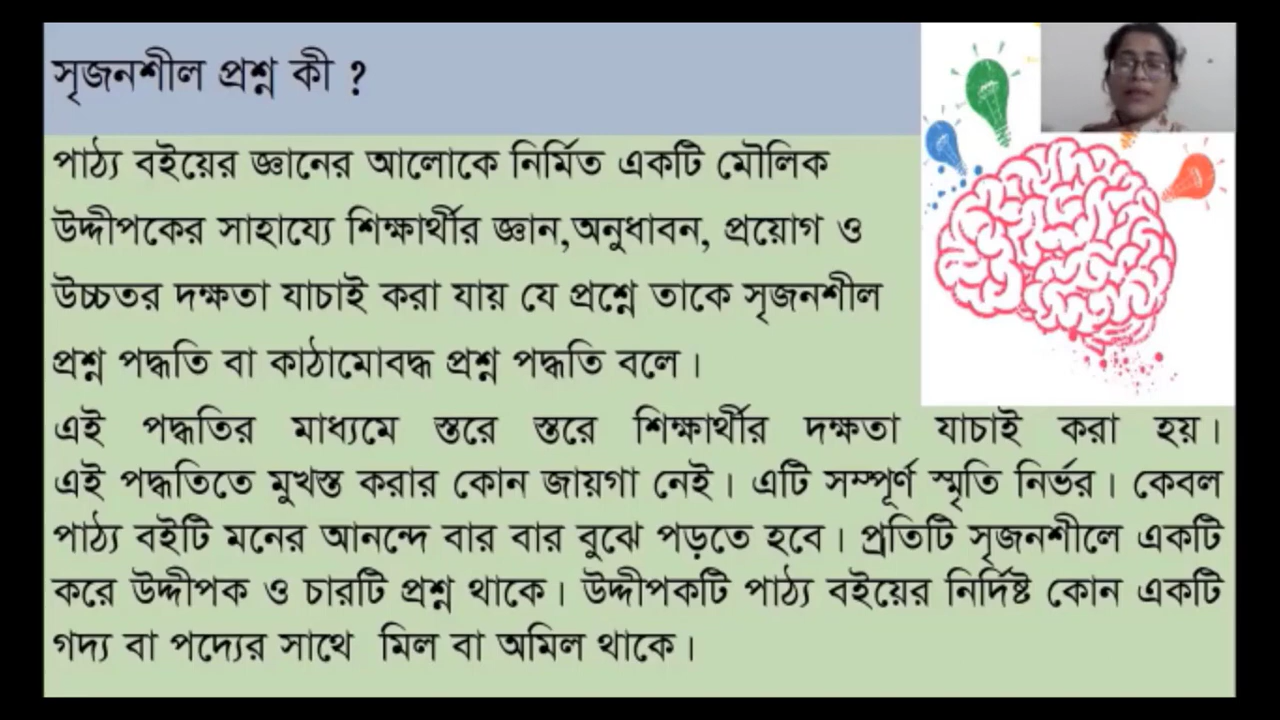 সৃজনশীল প্রশ্ন কী ?
পাঠ্য বইয়ের জ্ঞানের আলোকে নির্মিত একটি মৌলিক
উদ্দীপকের সাহায্যে শিক্ষার্থীর জ্ঞান,অনুধাবন, প্রয়োগ ও
উচ্চতর দক্ষতা যাচাই করা যায় যে প্রশ্নে তাকে সৃজনশীল
প্রশ্ন পদ্ধতি বা কাঠামোবদ্ধ প্রশ্ন পদ্ধতি বলে।
এই পদ্ধতির মাধ্যমে স্তরে স্তরে শিক্ষার্থীর দক্ষতা যাচাই করা হয়।
এই পদ্ধতিতে মুখস্ত করার কোন জায়গা নেই। এটি সম্পূর্ণ স্মৃতি নির্ভর। কেবল
পাঠ্য বইটি মনের আনন্দে বার বার বুঝে পড়তে হবে। প্রতিটি সৃজনশীলে একটি
করে উদ্দীপক ও চারটি প্রশ্ন থাকে। উদ্দীপকটি পাঠ্য বইয়ের নির্দিষ্ট কোন একটি
গদ্য বা পদ্যের সাথে মিল বা অমিল থাকে।